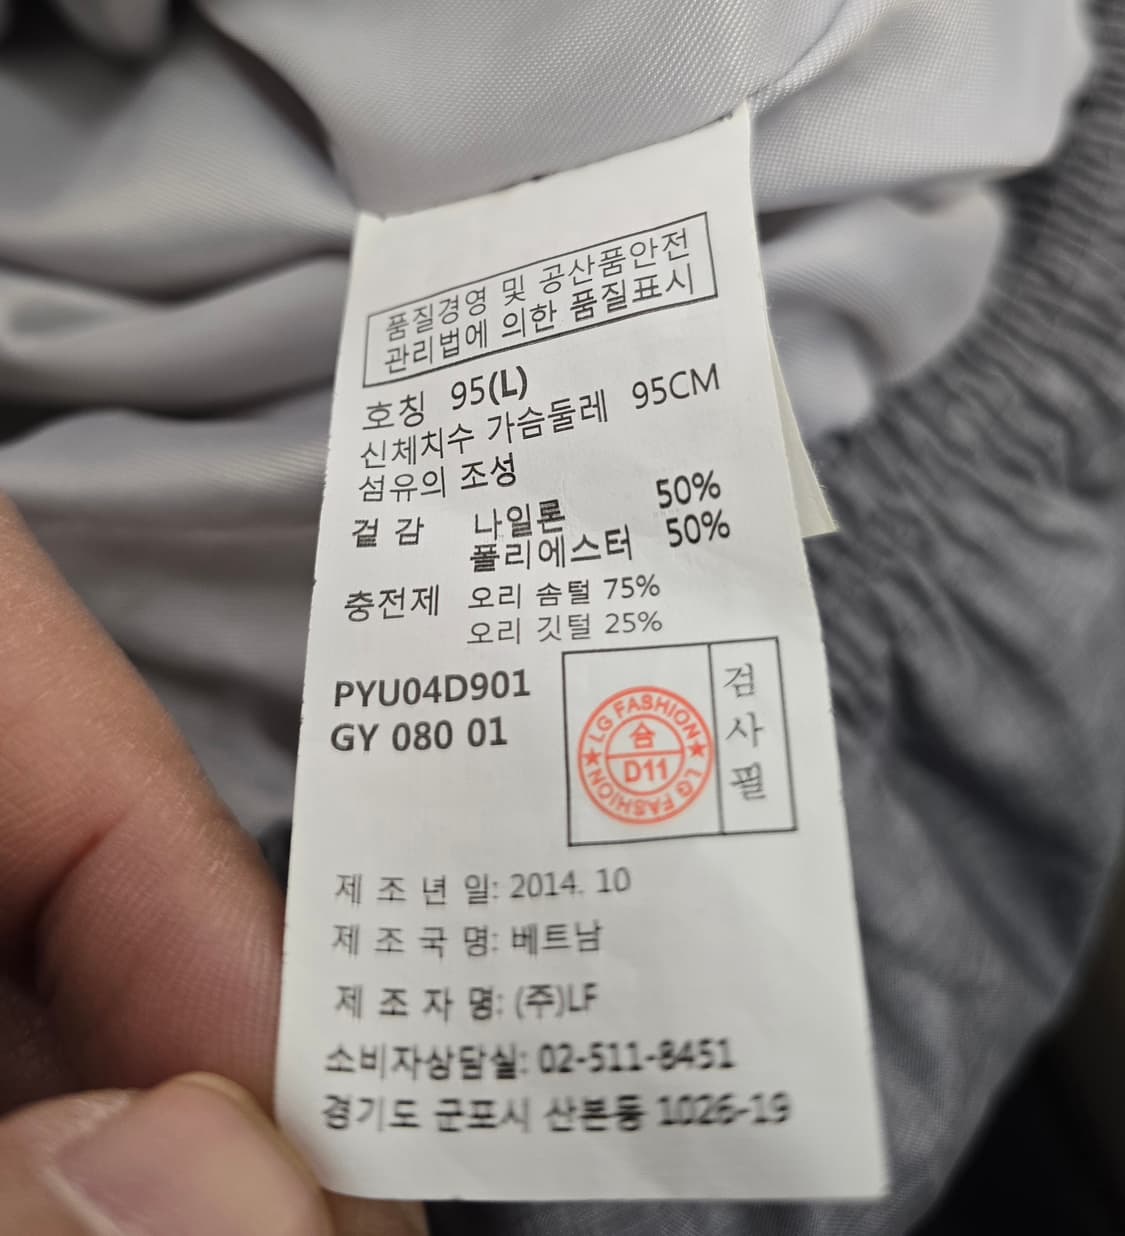 품질경영 및 공산품안전
관리법에 의한 품질표시
호칭 95(L)
신체치수 가슴둘레 95CM
섬유의 조성
겉 감 나일론 50%
폴리에스터 50%
충전제 오리 솜털 75%
오리 깃털 25%
PYU04D901
GY 080 01
LG FASHION
합
D11
LG FASHION
검
사
필
제 조 년 일: 2014. 10
제 조 국 명: 베트남
제 조 자 명: (주)LF
소비자상담실: 02-511-8451
경기도 군포시 산본동 1026-19